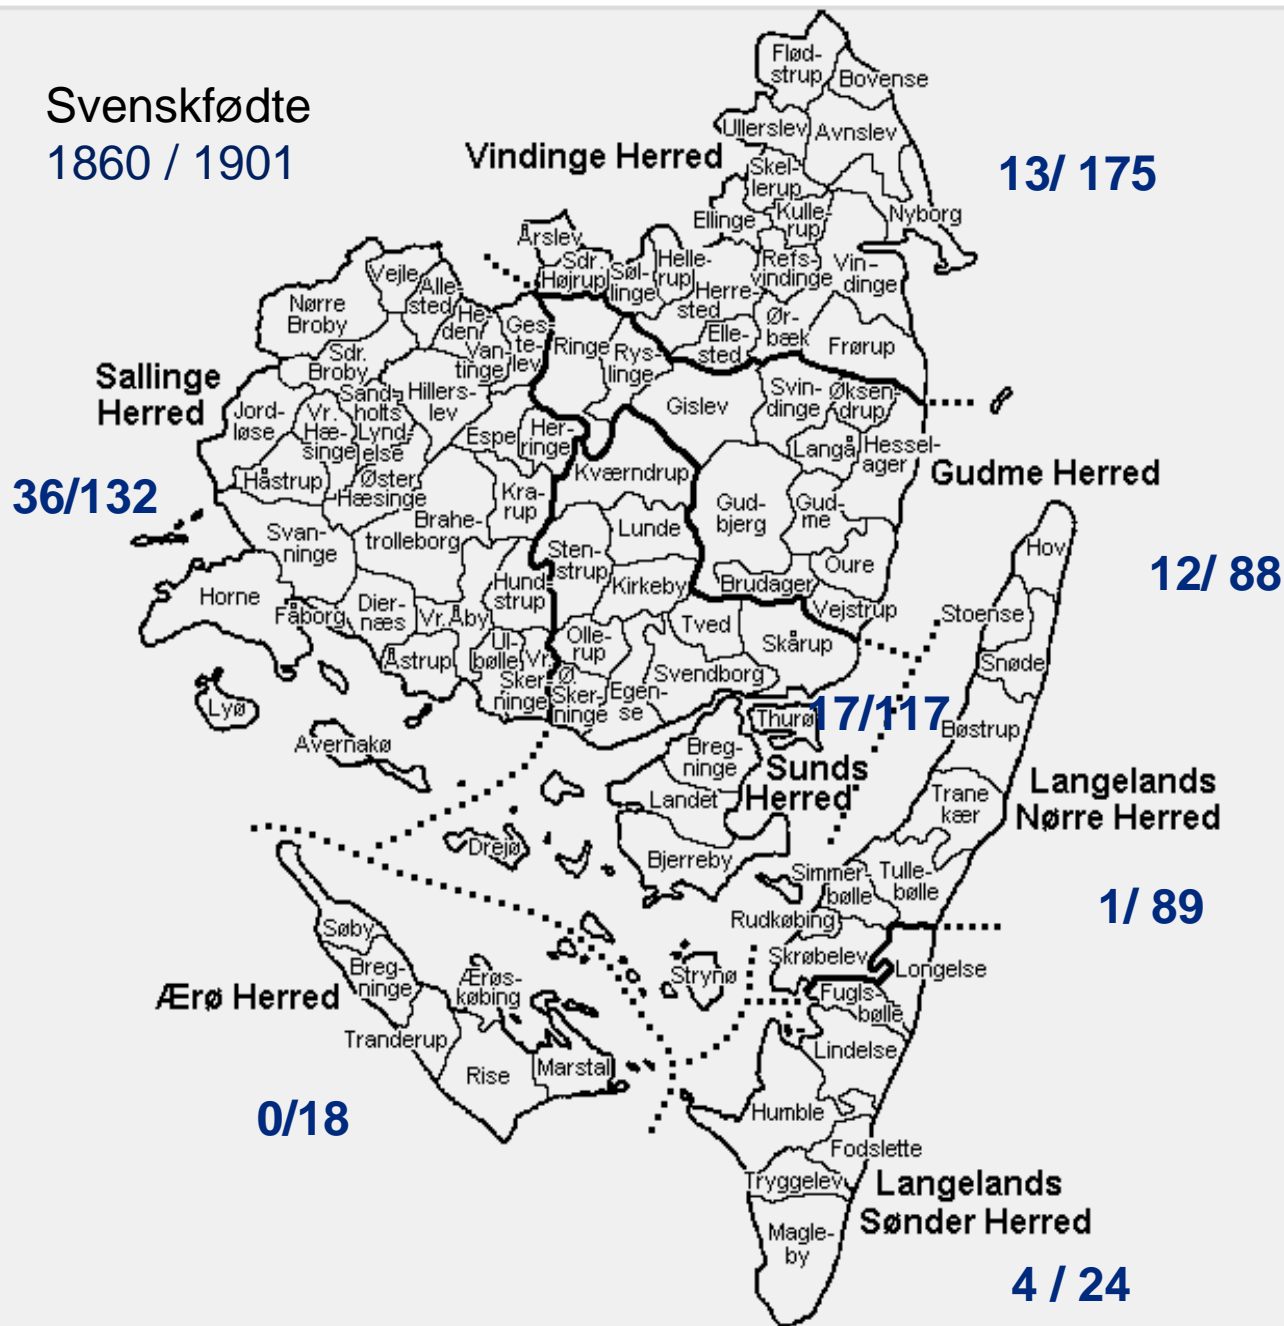 Svenskfødte
1860 / 1901
Vindinge Herred
13/ 175
Flød-
strup
Bovense
Ullerslev
Avnslev
Skel-
lerup
Ellinge
Kulle-
rup
Nyborg
Årslev
Sdr.
Højrup
Søl-
linge
Helle-
rup
Refs-
vindinge
Vin-
dinge
Herre-
sted
Elle-
sted
Ør-
bæk
Frørup
Sallinge
Herred
36/132
Vejle
Alle-
sted
Nørre
Broby
He-
den
Van-
tinge
Ges-
te-
lev
Sdr.
Broby
Sand-
holts
Lynd-
else
Hillers-
lev
Jord-
løse
Vr.
Hæ-
singe
Håstrup
Øster
Hæsinge
Espe
Her-
ringe
Kra-
rup
Brahe-
trolleborg
Svan-
ninge
Horne
Fåborg
Dier-
næs
Vr. Åby
Hund-
strup
Åstrup
Ul-
bølle
Vr.
Sker-
ninge
Lyø
Avernakø
Ringe
Rys-
linge
Gislev
Svin-
dinge
Øksen-
drup
Langå
Hessel-
ager
Gudme Herred
12/ 88
Gud-
bjerg
Gud-
me
Oure
Brudager
Vejstrup
Kværndrup
Lunde
Sten-
strup
Kirkeby
Olle-
rup
Tved
Skårup
Svendborg
Ø.
Sker-
ninge
Egen-
se
Thurø
17/117
Sunds
Herred
Breg-
ninge
Landet
Bjerreby
Drejø
Hov
Stoense
Snøde
Bøstrup
Trane
kær
Langelands
Nørre Herred
1/ 89
Simmer-
bølle
Tulle-
bølle
Rudkøbing
Skrøbelev
Strynø
Longelse
Fugls-
bølle
Lindelse
Humble
Fodslette
Tryggelev
Magle-
by
Langelands
Sønder Herred
4 / 24
Søby
Breg-
ninge
Ærøs-
købing
Ærø Herred
Tranderup
Rise
Marstal
0/18